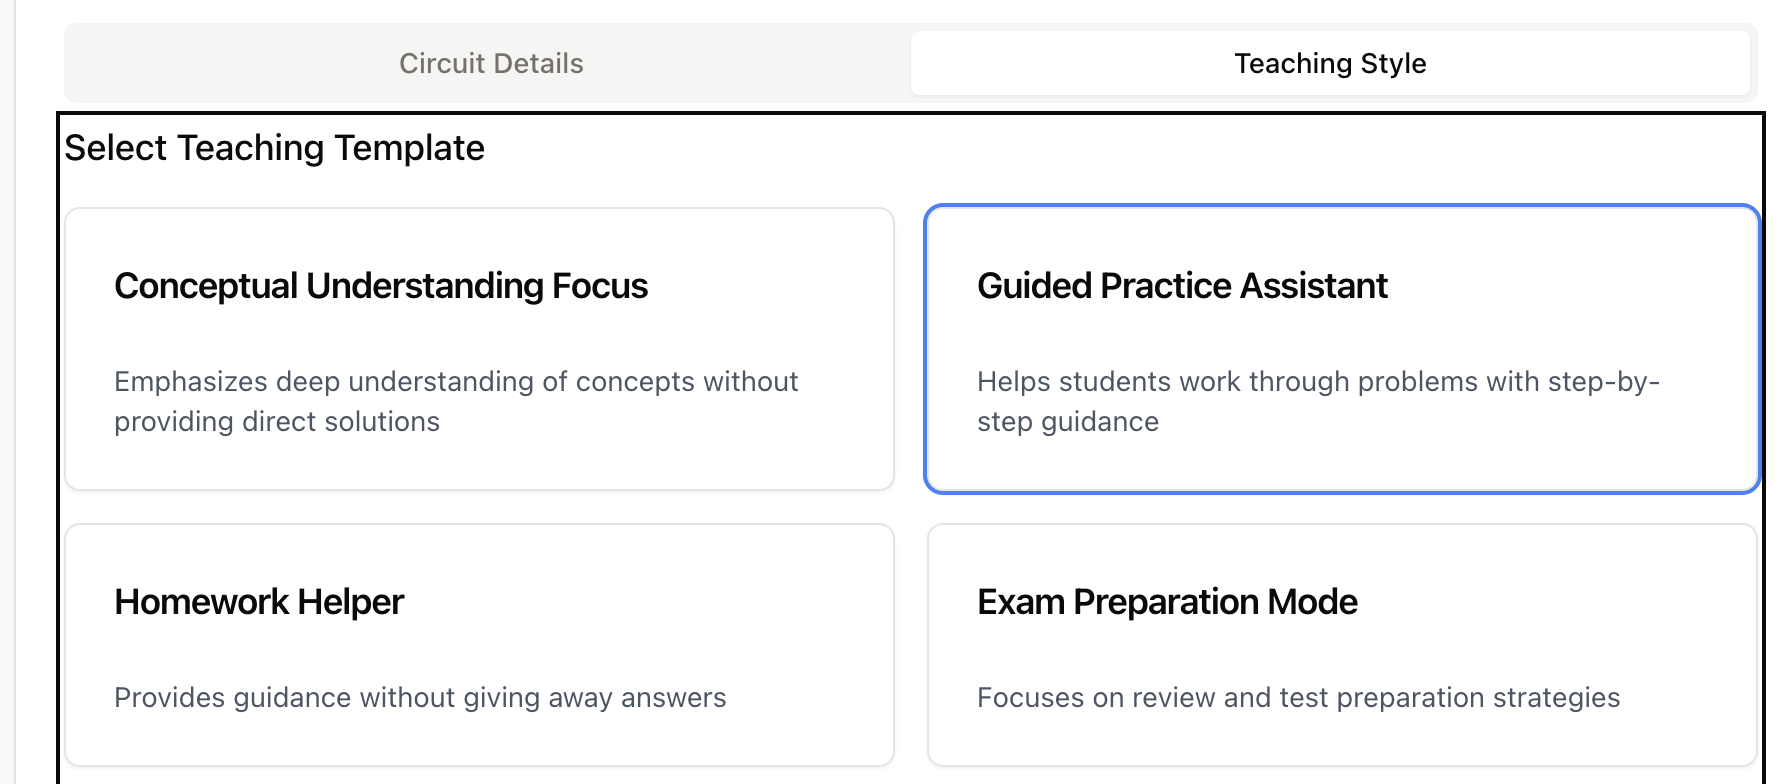 Circuit Details
Teaching Style
Select Teaching Template
Conceptual Understanding Focus
Emphasizes deep understanding of concepts without
providing direct solutions
Guided Practice Assistant
Helps students work through problems with step-by-
step guidance
Homework Helper
Provides guidance without giving away answers
Exam Preparation Mode
Focuses on review and test preparation strategies